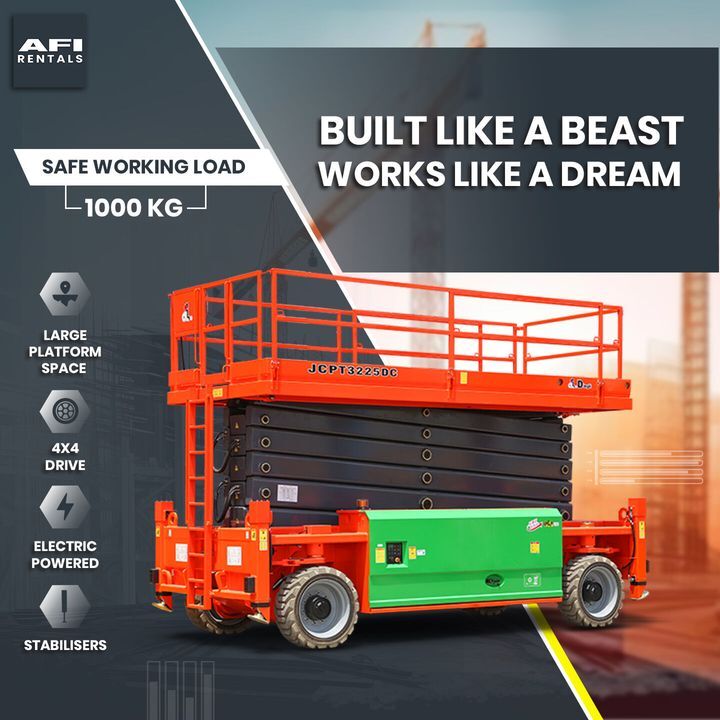 AFI
RENTALS
BUILT LIKE A BEAST
WORKS LIKE A DREAM
SAFE WORKING LOAD
1000 KG
LARGE
PLATFORM
SPACE
4X4
DRIVE
ELECTRIC
POWERED
STABILISERS
JCPT3225DC